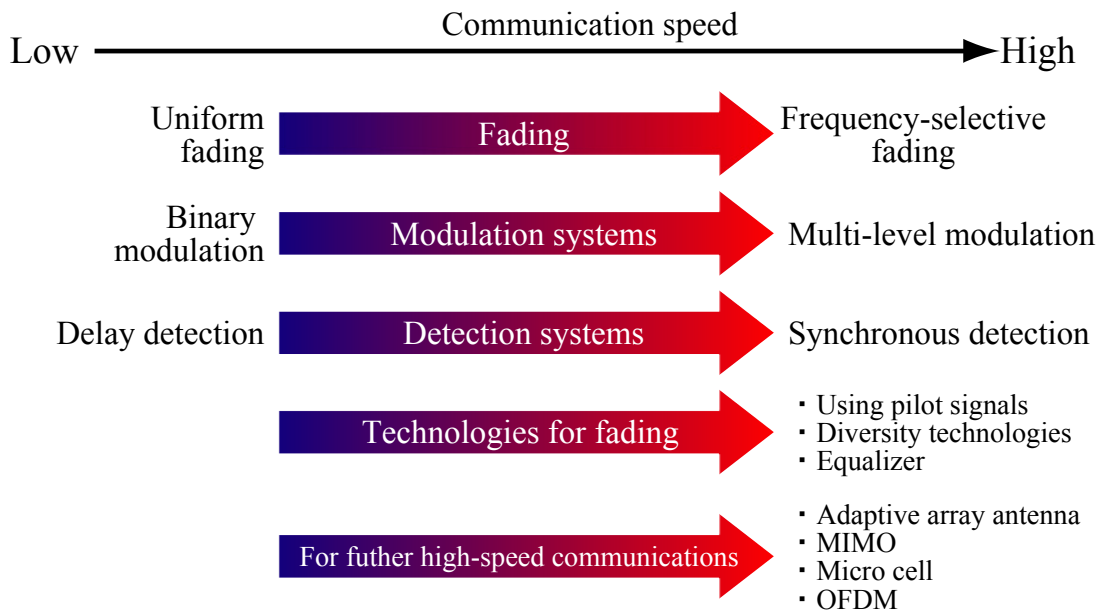 Communication speed
Low
High
Uniform
fading
Fading
Frequency-selective
fading
Binary
modulation
Modulation systems
Multi-level modulation
Delay detection
Detection systems
Synchronous detection
Technologies for fading
・Using pilot signals
・Diversity technologies
・Equalizer
For futher high-speed communications
・Adaptive array antenna
・MIMO
・Micro cell
・OFDM